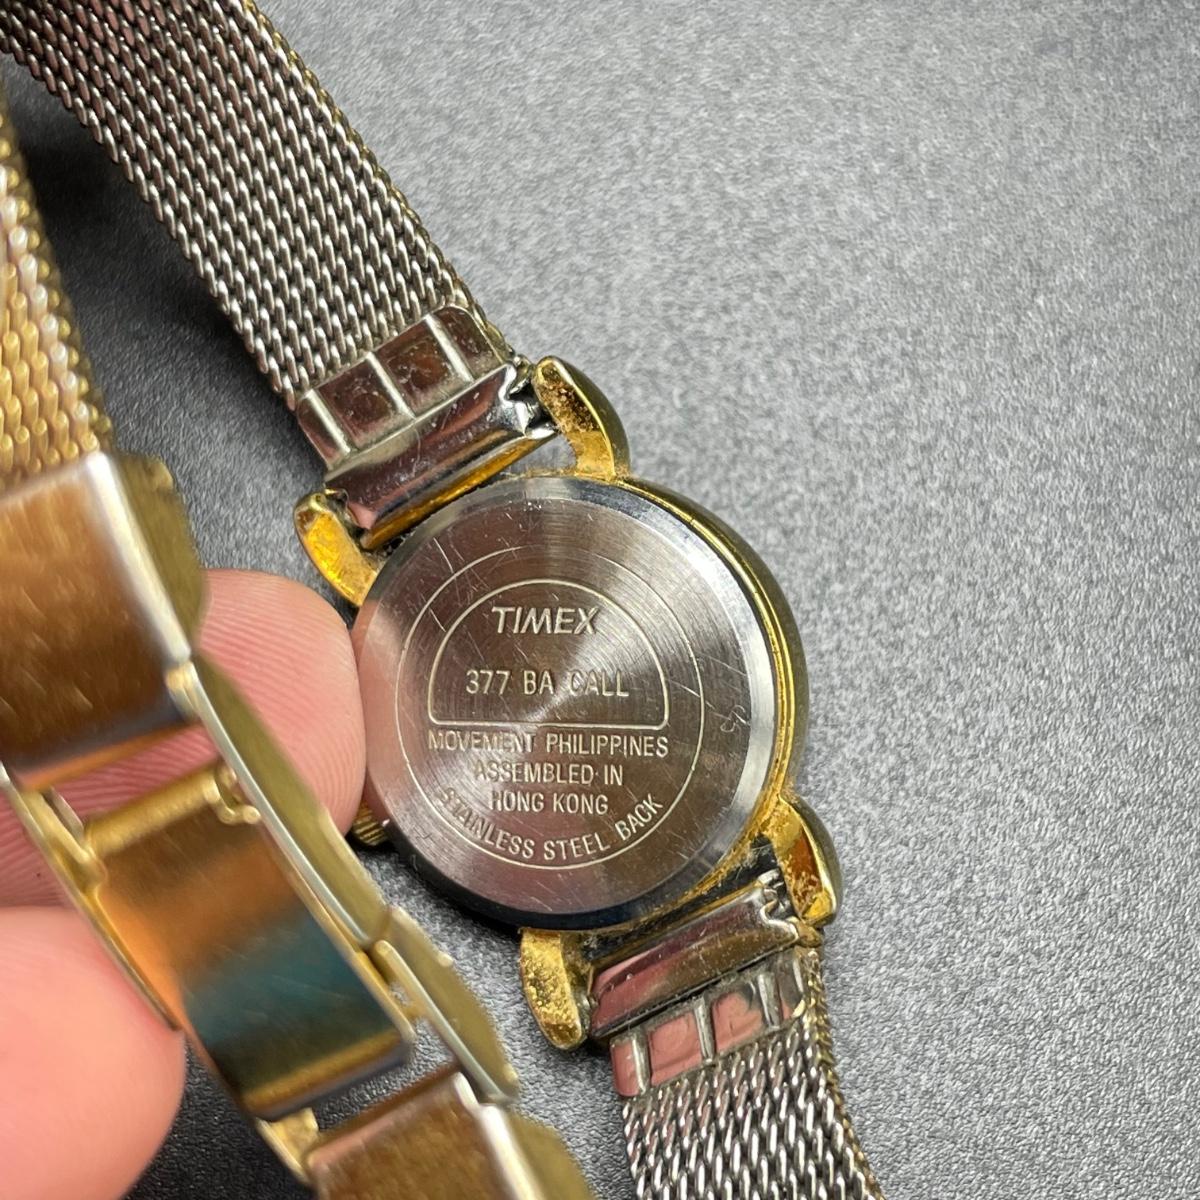 TIMEX
377 BA CALL
MOVEMENT PHILIPPINES
ASSEMBLED IN
HONG KONG
STAINLESS STEEL BACK